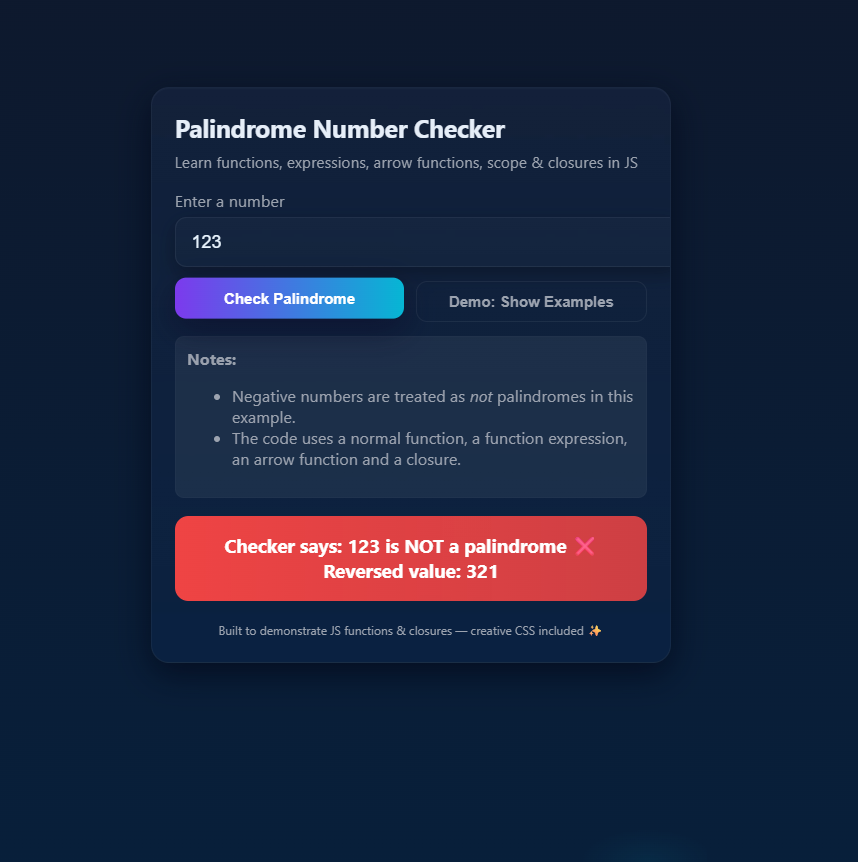 Palindrome Number Checker
Learn functions, expressions, arrow functions, scope & closures in JS
Enter a number
123
Check Palindrome
Demo: Show Examples
Notes:
• Negative numbers are treated as not palindromes in this
example.
• The code uses a normal function, a function expression,
an arrow function and a closure.
Checker says: 123 is NOT a palindrome ❌
Reversed value: 321
Built to demonstrate JS functions & closures — creative CSS included ✨